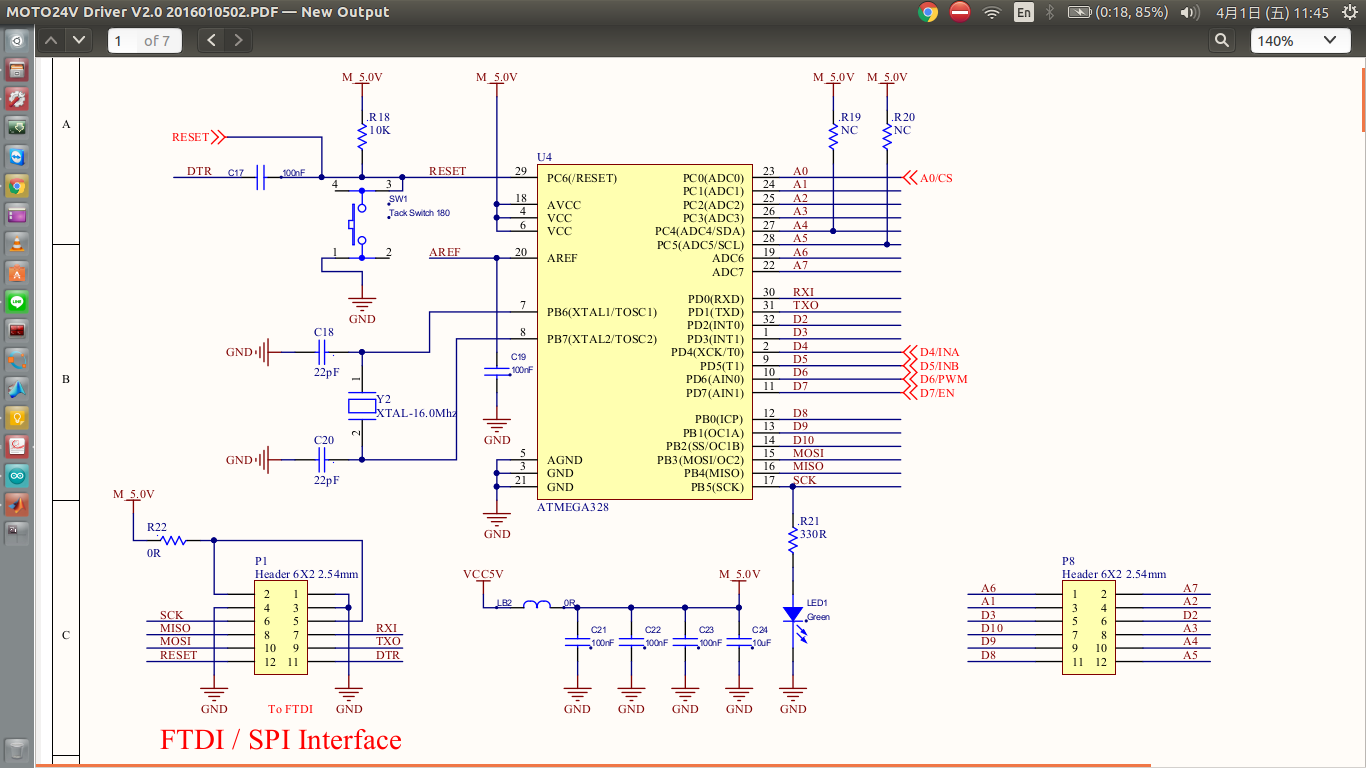 MOTO24V Driver V2.0 2016010502.PDF — New Output
En
(0:18, 85%)
4月1日 (五) 11:45
1 of 7
140%
A
B
C
M_5.0V
M_5.0V
M_5.0V
M_5.0V
.R18
10K
.R19
NC
.R20
NC
RESET
DTR
C17
100nF
RESET
4
3
SW1
Tack Switch 180
1
2
GND
AREF
U4
29 PC6(/RESET)
18 AVCC
4 VCC
6 VCC
20 AREF
7 PB6(XTAL1/TOSC1)
8 PB7(XTAL2/TOSC2)
5 AGND
3 GND
21 GND
PC0(ADC0) 23 A0 A0/CS
PC1(ADC1) 24 A1
PC2(ADC2) 25 A2
PC3(ADC3) 26 A3
PC4(ADC4/SDA) 27 A4
PC5(ADC5/SCL) 28 A5
ADC6 19 A6
ADC7 22 A7
PD0(RXD) 30 RXI
PD1(TXD) 31 TXO
PD2(INT0) 32 D2
PD3(INT1) 1 D3
PD4(XCK/T0) 2 D4 D4/INA
PD5(T1) 9 D5 D5/INB
PD6(AIN0) 10 D6 D6/PWM
PD7(AIN1) 11 D7 D7/EN
PB0(ICP) 12 D8
PB1(OC1A) 13 D9
PB2(SS/OC1B) 14 D10
PB3(MOSI/OC2) 15 MOSI
PB4(MISO) 16 MISO
PB5(SCK) 17 SCK
ATMEGA328
C18
GND
22pF
1
Y2
XTAL-16.0Mhz
2
C20
GND
22pF
C19
100nF
GND
GND
M_5.0V
R22
0R
P1
Header 6X2 2.54mm
2 1
4 3
SCK 6 5
MISO 8 7 RXI
MOSI 10 9 TXO
RESET 12 11 DTR
GND
To FTDI
GND
FTDI / SPI Interface
VCC5V
LB2
0R
M_5.0V
C21
100nF
C22
100nF
C23
100nF
C24
10uF
GND
GND
GND
GND
.R21
330R
LED1
Green
GND
P8
Header 6X2 2.54mm
A6 1 2 A7
A1 3 4 A2
D3 5 6 D2
D10 7 8 A3
D9 9 10 A4
D8 11 12 A5